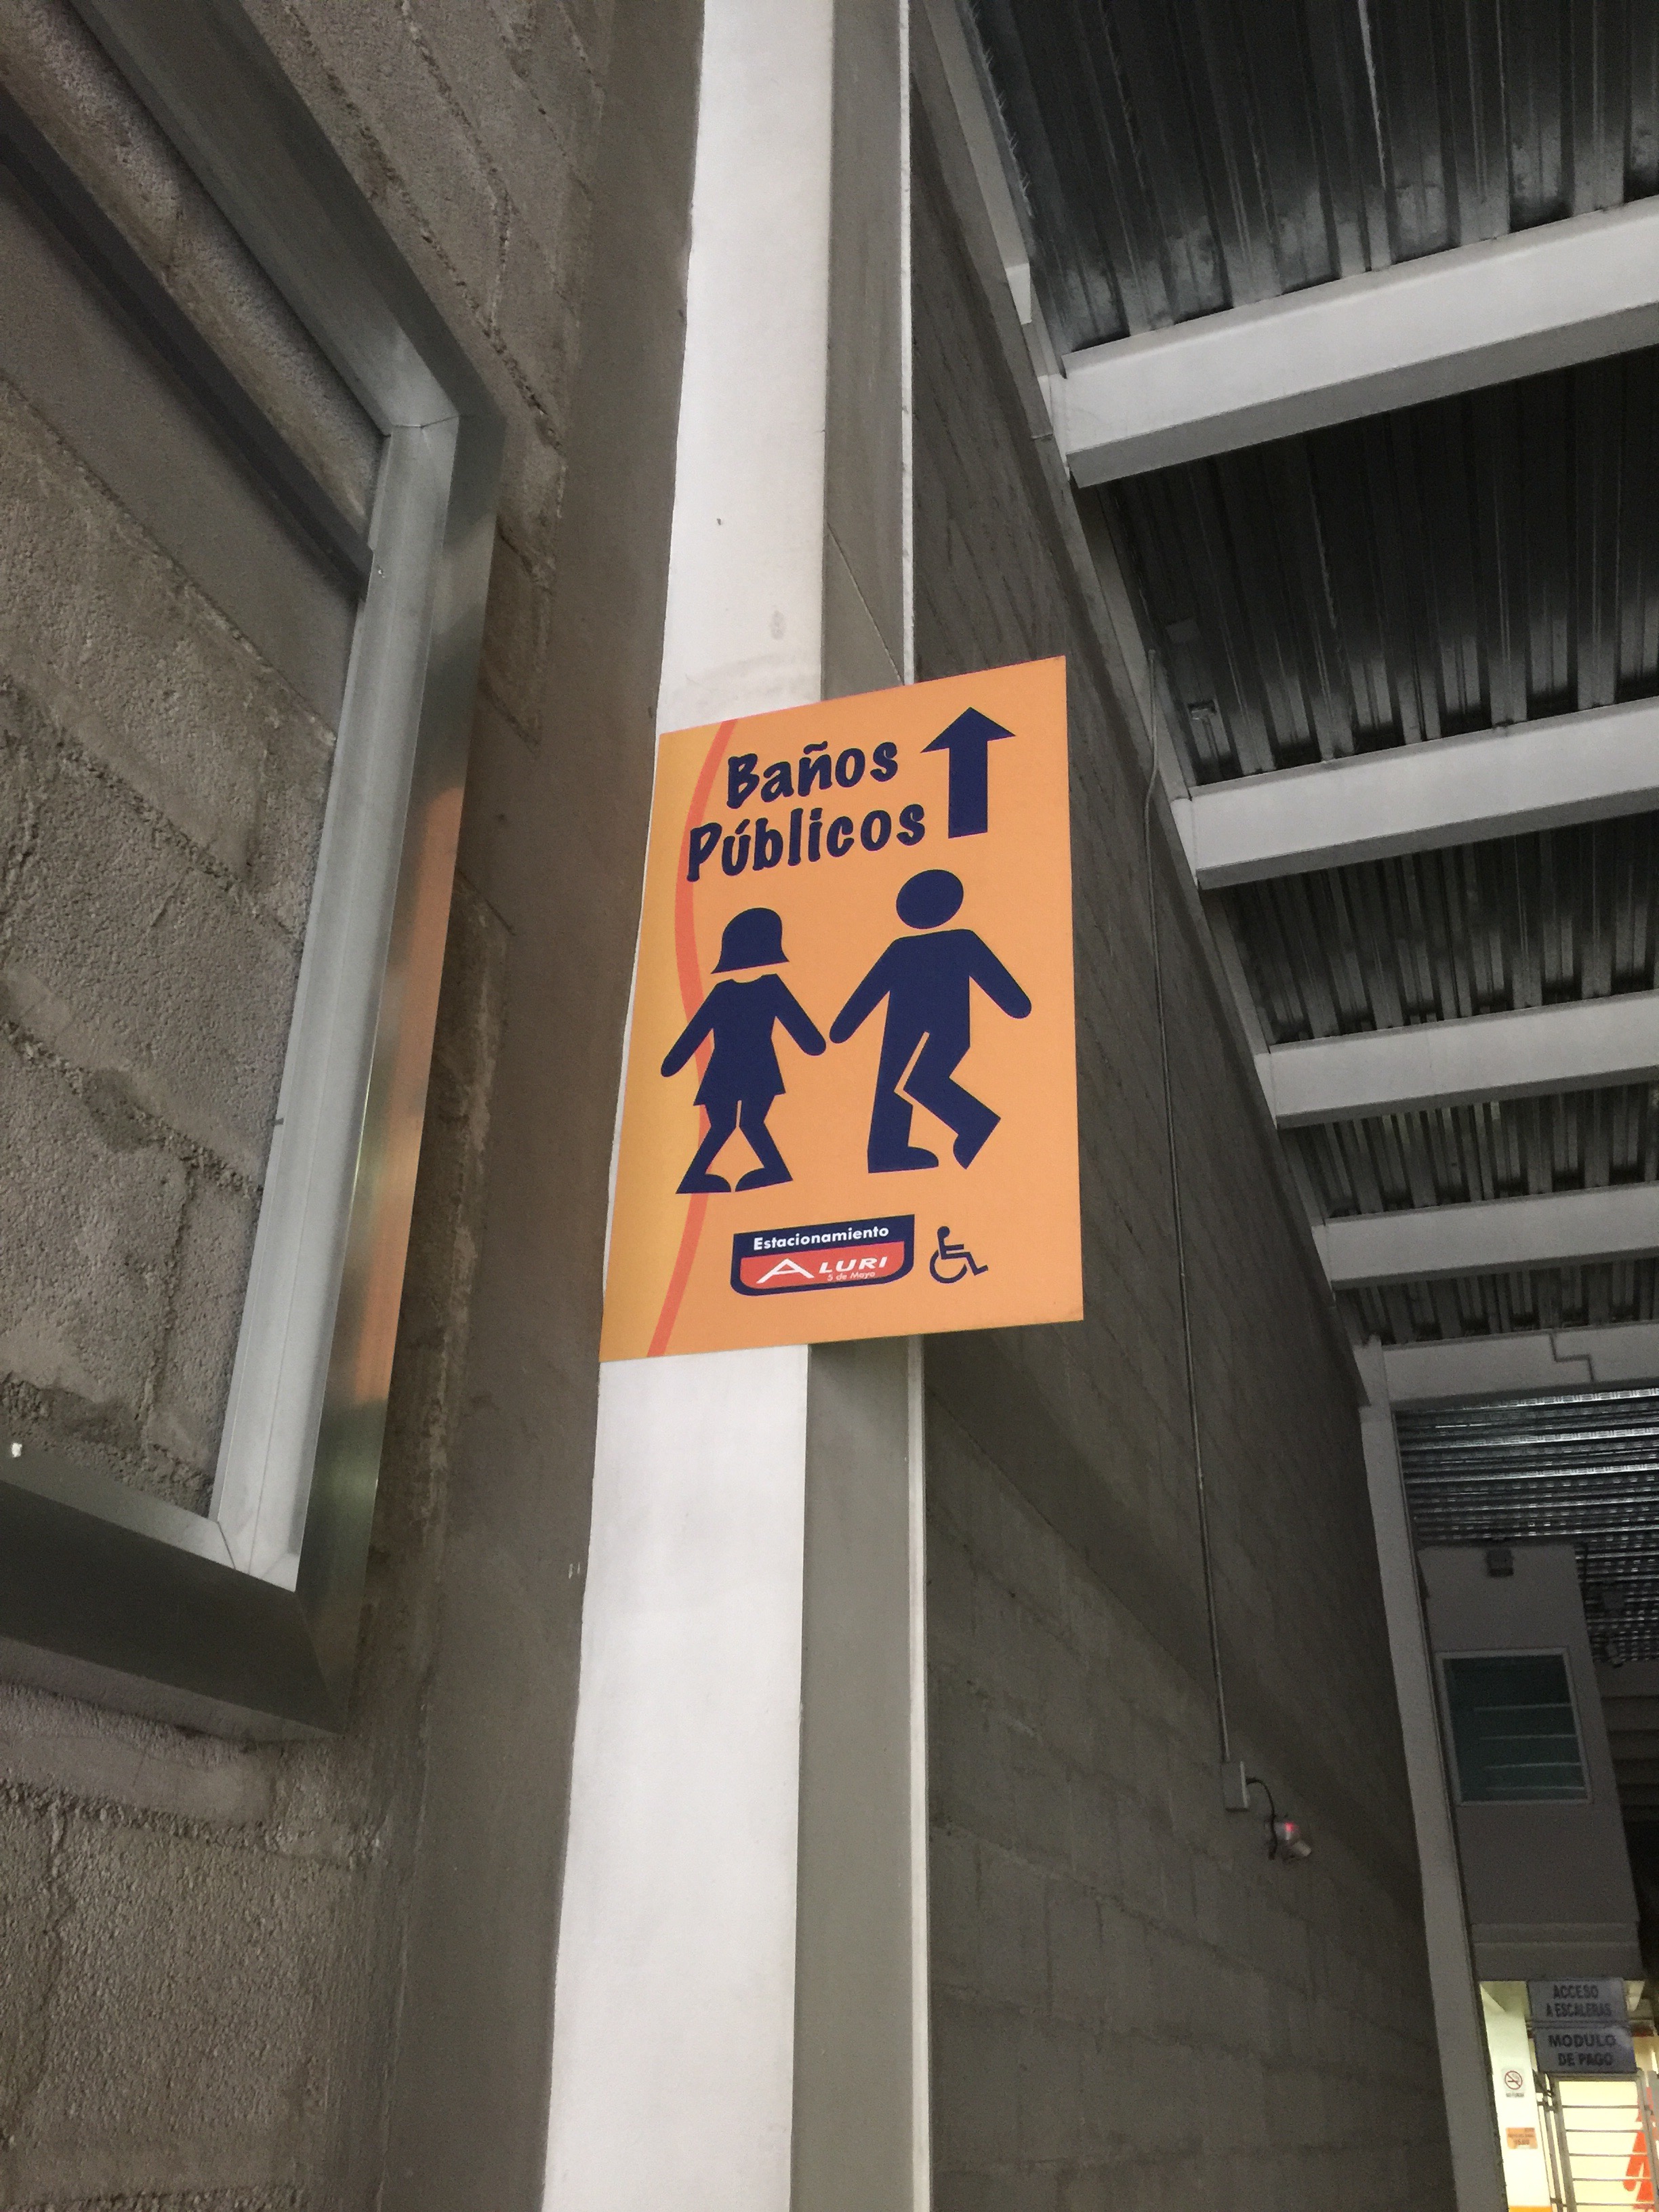 Baños
Públicos
Estacionamiento
ALURI
5 de Mayo
ACCESO
A ESCALERAS
MODULO
DE PAGO